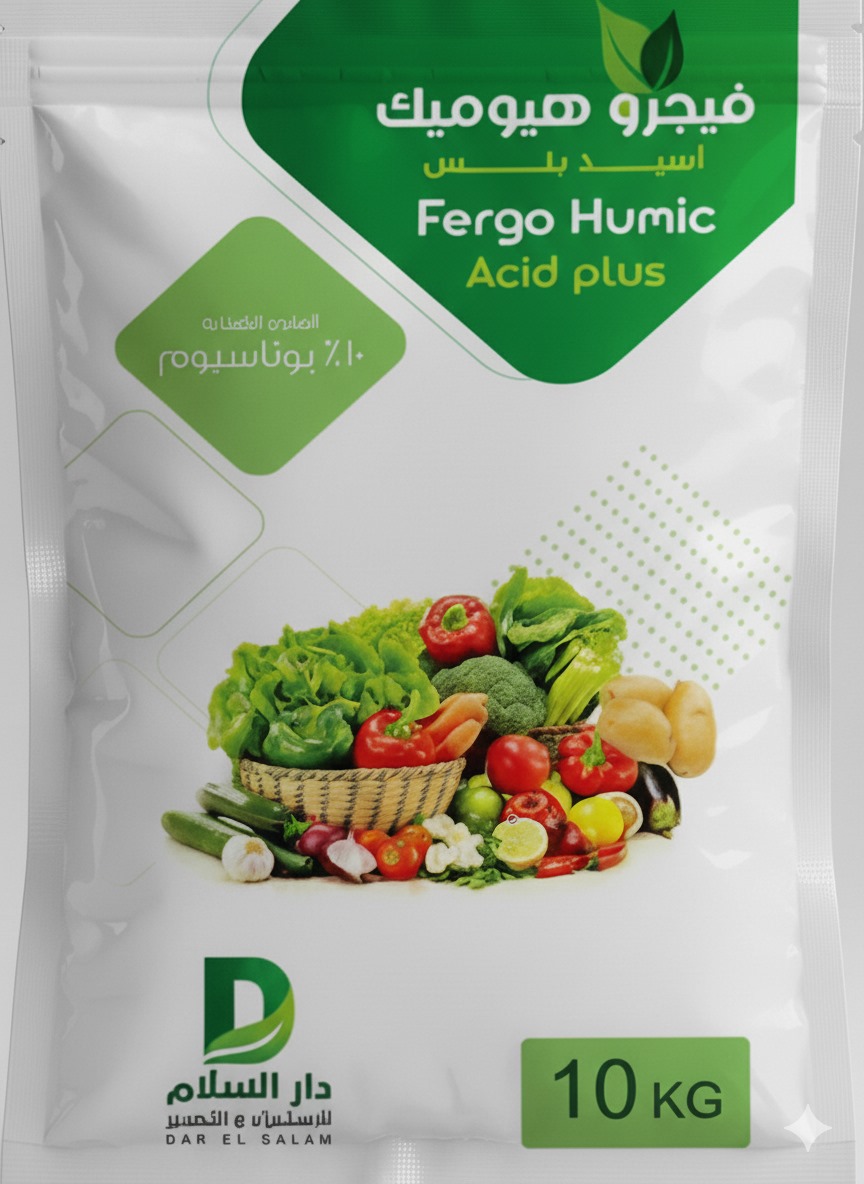 فيجرو هيوميك
اسيد بلس
Fergo Humic
Acid plus
١٠٪ بوتاسيوم
دار السلام
DAR EL SALAM
10 KG